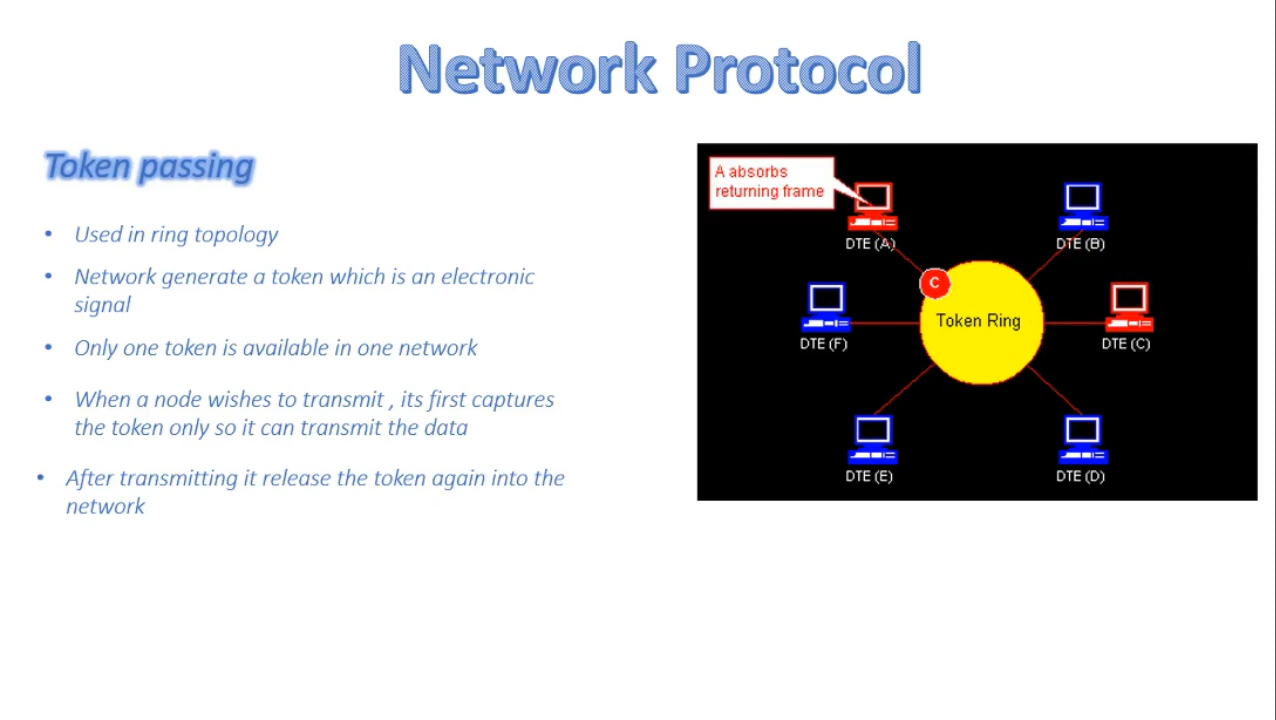 Network Protocol
Token passing
• Used in ring topology
• Network generate a token which is an electronic
signal
• Only one token is available in one network
• When a node wishes to transmit , its first captures
the token only so it can transmit the data
• After transmitting it release the token again into the
network
A absorbs
returning frame
DTE (A)
DTE (B)
C
Token Ring
DTE (F)
DTE (C)
DTE (E)
DTE (D)